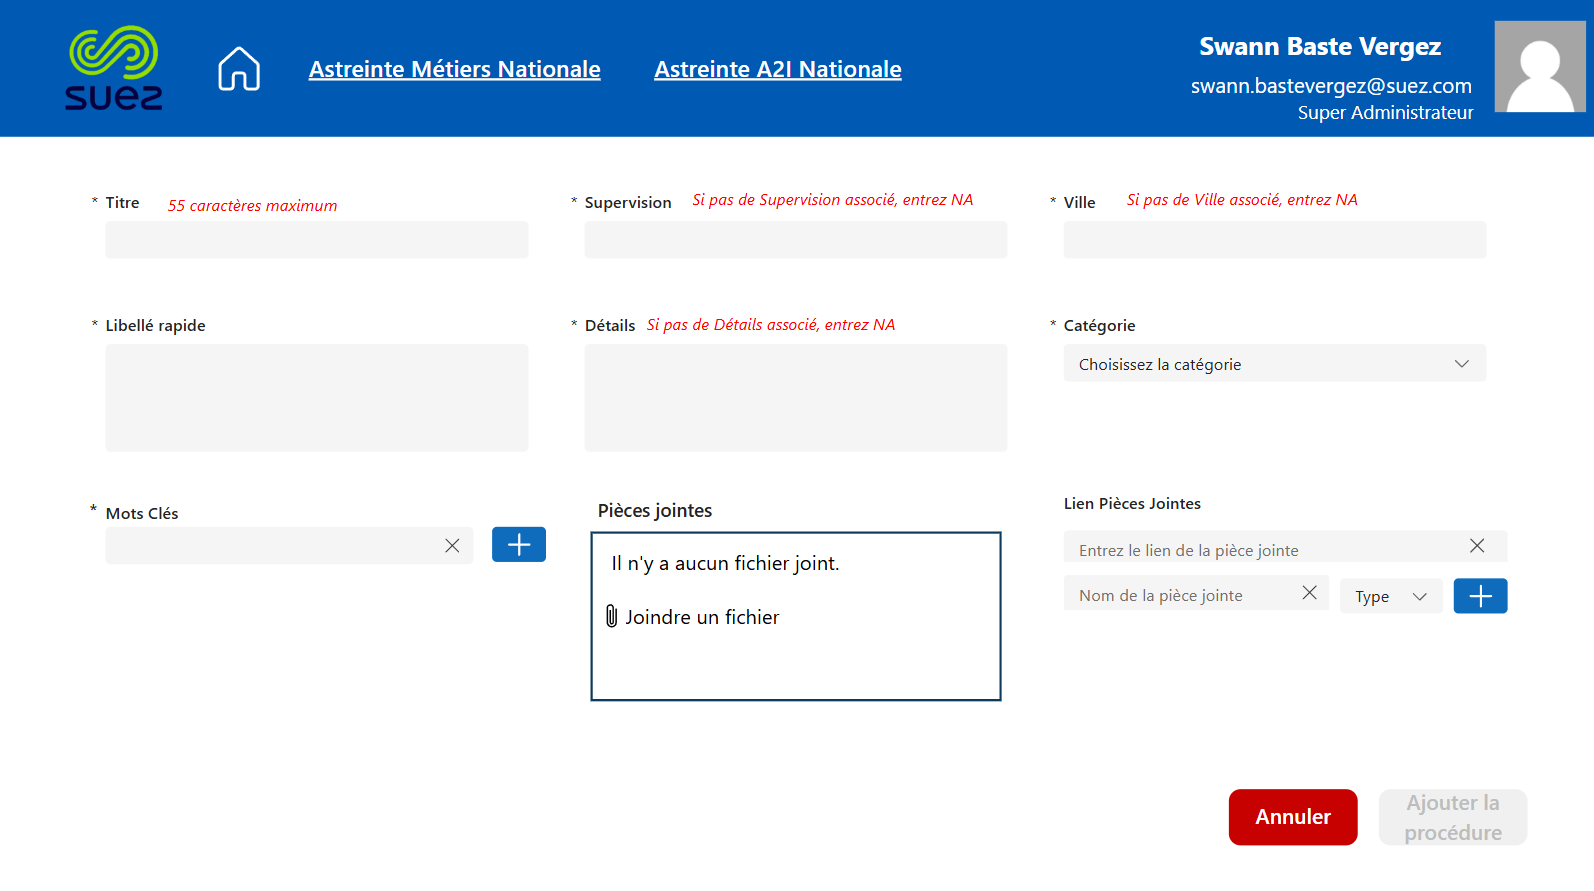 suez
Astreinte Métiers Nationale
Astreinte A2I Nationale
Swann Baste Vergez
swann.bastevergez@suez.com
Super Administrateur
* Titre 55 caractères maximum
* Supervision Si pas de Supervision associé, entrez NA
* Ville Si pas de Ville associé, entrez NA
* Libellé rapide
* Détails Si pas de Détails associé, entrez NA
* Catégorie
Choisissez la catégorie
* Mots Clés
Pièces jointes
Il n'y a aucun fichier joint.
Joindre un fichier
Lien Pièces Jointes
Entrez le lien de la pièce jointe
Nom de la pièce jointe
Type
Annuler
Ajouter la
procédure